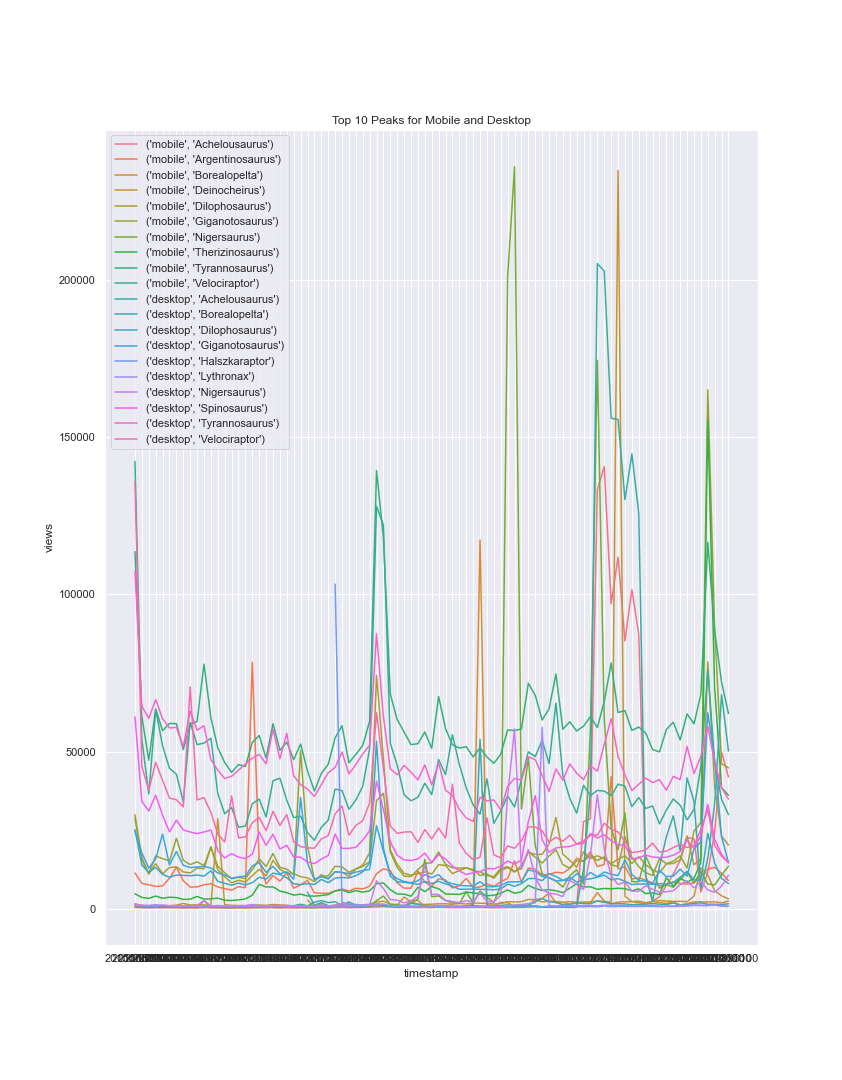 Top 10 Peaks for Mobile and Desktop
('mobile', 'Achelousaurus')
('mobile', 'Argentinosaurus')
('mobile', 'Borealopelta')
('mobile', 'Deinocheirus')
('mobile', 'Dilophosaurus')
('mobile', 'Giganotosaurus')
('mobile', 'Nigersaurus')
('mobile', 'Therizinosaurus')
('mobile', 'Tyrannosaurus')
('mobile', 'Velociraptor')
('desktop', 'Achelousaurus')
('desktop', 'Borealopelta')
('desktop', 'Dilophosaurus')
('desktop', 'Giganotosaurus')
('desktop', 'Halszkaraptor')
('desktop', 'Lythronax')
('desktop', 'Nigersaurus')
('desktop', 'Spinosaurus')
('desktop', 'Tyrannosaurus')
('desktop', 'Velociraptor')
200000
150000
100000
50000
0
views
timestamp